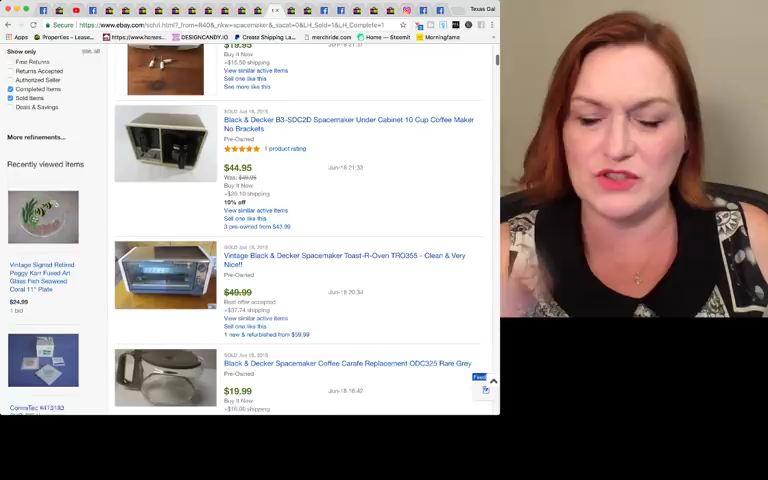 Texas Gal
Secure https://www.ebay.com/sch/i.html?_from=R40&_nkw=spacemaker&_sacat=0&LH_Sold=1&LH_Complete=1
Apps Properties - Lease... https://www.horses... DESIGNCANDY.IO Create Shipping La... merchride.com Home — Steemit Morningfame
Show only see all
Free Returns
Returns Accepted
Authorized Seller
Completed Items
Sold Items
Deals & Savings
More refinements...
Recently viewed items
Vintage Signed Retired
Peggy Karr Fused Art
Glass Fish Seaweed
Coral 11" Plate
$24.99
1 bid
ConvaTec #413183
$19.95
Buy It Now
+$15.59 shipping
View similar active items
Sell one like this
See more like this
SOLD Jun 18, 2018
Black & Decker B3-SDC2D Spacemaker Under Cabinet 10 Cup Coffee Maker
No Brackets
Pre-Owned
1 product rating
$44.95 Jun-18 21:33
Was: $49.95
Buy It Now
10% off
View similar active items
Sell one like this
3 pre-owned from $43.99
SOLD Jun 18, 2018
Vintage Black & Decker Spacemaker Toast-R-Oven TRO355 - Clean & Very
Nice!!
Pre-Owned
$49.99 Jun-18 20:34
Best offer accepted
+$37.74 shipping
View similar active items
Sell one like this
1 new & refurbished from $59.99
SOLD Jun 18, 2018
Black & Decker Spacemaker Coffee Carafe Replacement ODC325 Rare Grey
Pre-Owned
$19.99 Jun-18 16:42
Buy It Now
shipping